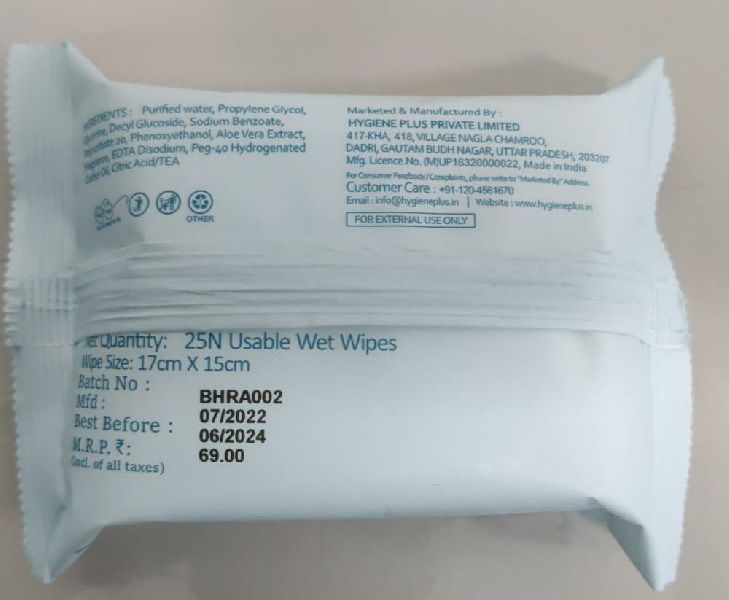 INGREDIENTS : Purified water, Propylene Glycol,
Decyl Glucoside, Sodium Benzoate,
20, Phenoxyethanol, Aloe Vera Extract,
EDTA Disodium, Peg-40 Hydrogenated
Castor Oil, Citric Acid/TEA
OTHER
Marketed & Manufactured By :
HYGIENE PLUS PRIVATE LIMITED
417-KHA, 418, VILLAGE NAGLA CHAMROO,
DADRI, GAUTAM BUDH NAGAR, UTTAR PRADESH, 203207
Mfg. Licence No. (M)UP16320000022, Made in India
For Consumer Feedback/Complaints, please write to "Marketed By" Address.
Customer Care : +91-120-4561670
Email : info@hygieneplus.in | Website : www.hygieneplus.in
FOR EXTERNAL USE ONLY
Net Quantity: 25N Usable Wet Wipes
Wipe Size: 17cm X 15cm
Batch No : BHRA002
Mfd : 07/2022
Best Before : 06/2024
M.R.P. ₹: 69.00
(incl. of all taxes)